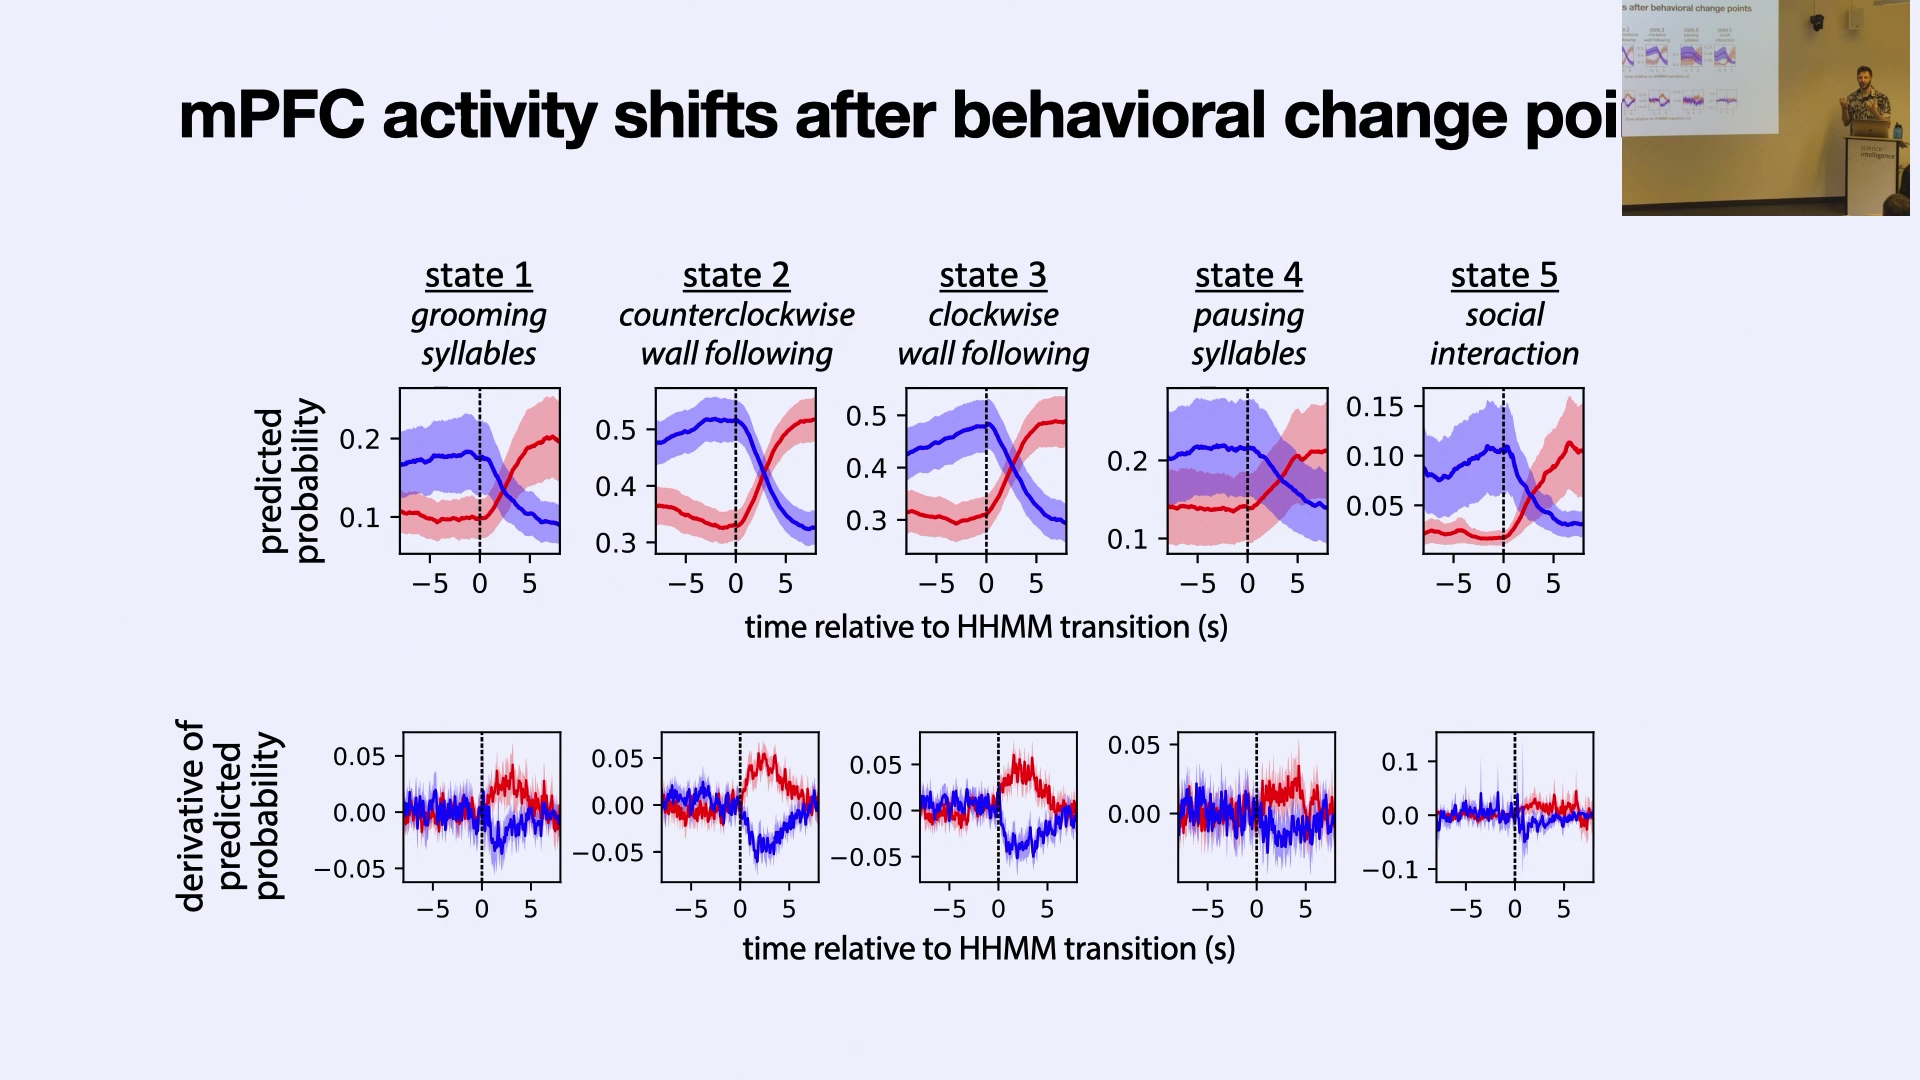 mPFC activity shifts after behavioral change poi
s after behavioral change points
science of
intelligence
state 1
grooming
syllables
state 2
counterclockwise
wall following
state 3
clockwise
wall following
state 4
pausing
syllables
state 5
social
interaction
predicted
probability
0.2
0.1
−5 0 5
0.5
0.4
0.3
−5 0 5
0.5
0.4
0.3
−5 0 5
0.2
0.1
−5 0 5
0.15
0.10
0.05
−5 0 5
time relative to HHMM transition (s)
derivative of
predicted
probability
0.05
0.00
−0.05
−5 0 5
0.05
0.00
−0.05
−5 0 5
0.05
0.00
−0.05
−5 0 5
0.05
0.00
−5 0 5
0.1
0.0
−0.1
−5 0 5
time relative to HHMM transition (s)